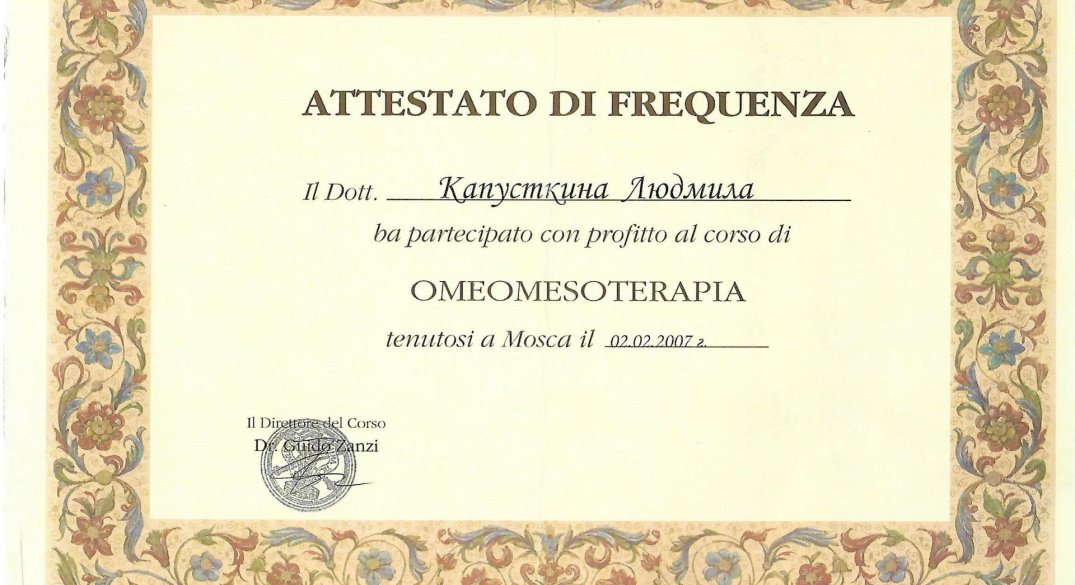 ATTESTATO DI FREQUENZA
Il Dott. Капусткина Людмила
ha partecipato con profitto al corso di
OMEOMESOTERAPIA
tenutosi a Mosca il 02.02.2007 г.
Il Direttore del Corso
Dr. Guido Zanzi